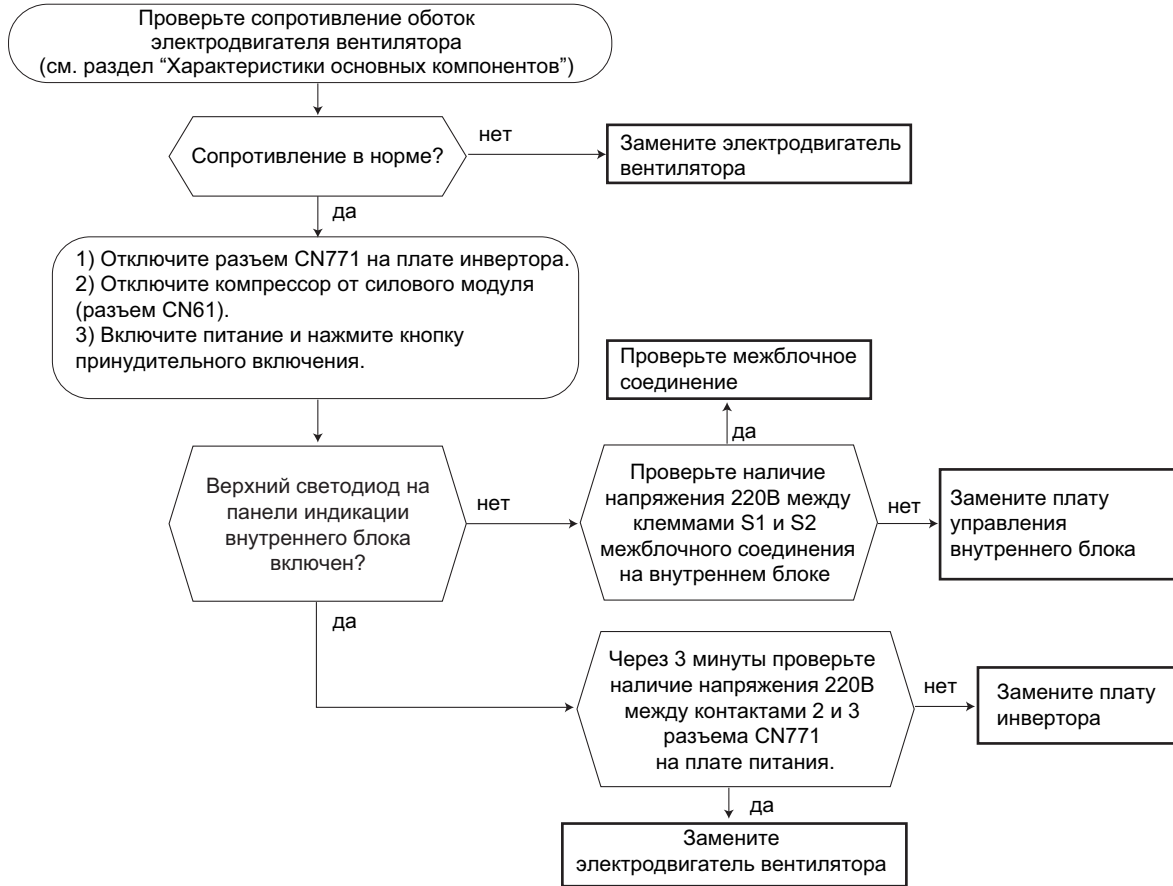 Проверьте сопротивление оботок
электродвигателя вентилятора
(см. раздел “Характеристики основных компонентов”)
Сопротивление в норме?
нет
Замените электродвигатель
вентилятора
да
1) Отключите разъем CN771 на плате инвертора.
2) Отключите компрессор от силового модуля
(разъем CN61).
3) Включите питание и нажмите кнопку
принудительного включения.
Проверьте межблочное
соединение
да
Верхний светодиод на
панели индикации
внутреннего блока
включен?
нет
Проверьте наличие
напряжения 220В между
клеммами S1 и S2
межблочного соединения
на внутреннем блоке
нет
Замените плату
управления
внутреннего блока
да
Через 3 минуты проверьте
наличие напряжения 220В
между контактами 2 и 3
разъема CN771
на плате питания.
нет
Замените плату
инвертора
да
Замените
электродвигатель вентилятора